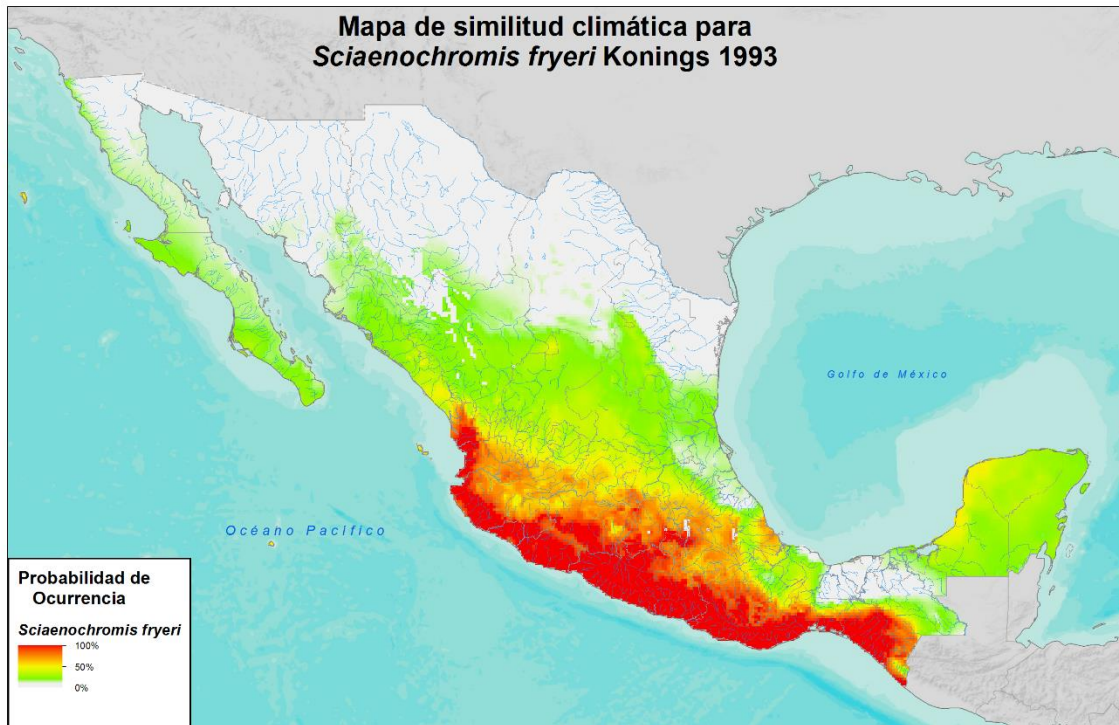 Mapa de similitud climática para
Sciaenochromis fryeri Konings 1993
Golfo de México
Océano Pacífico
Probabilidad de
Ocurrencia
Sciaenochromis fryeri
100%
50%
0%